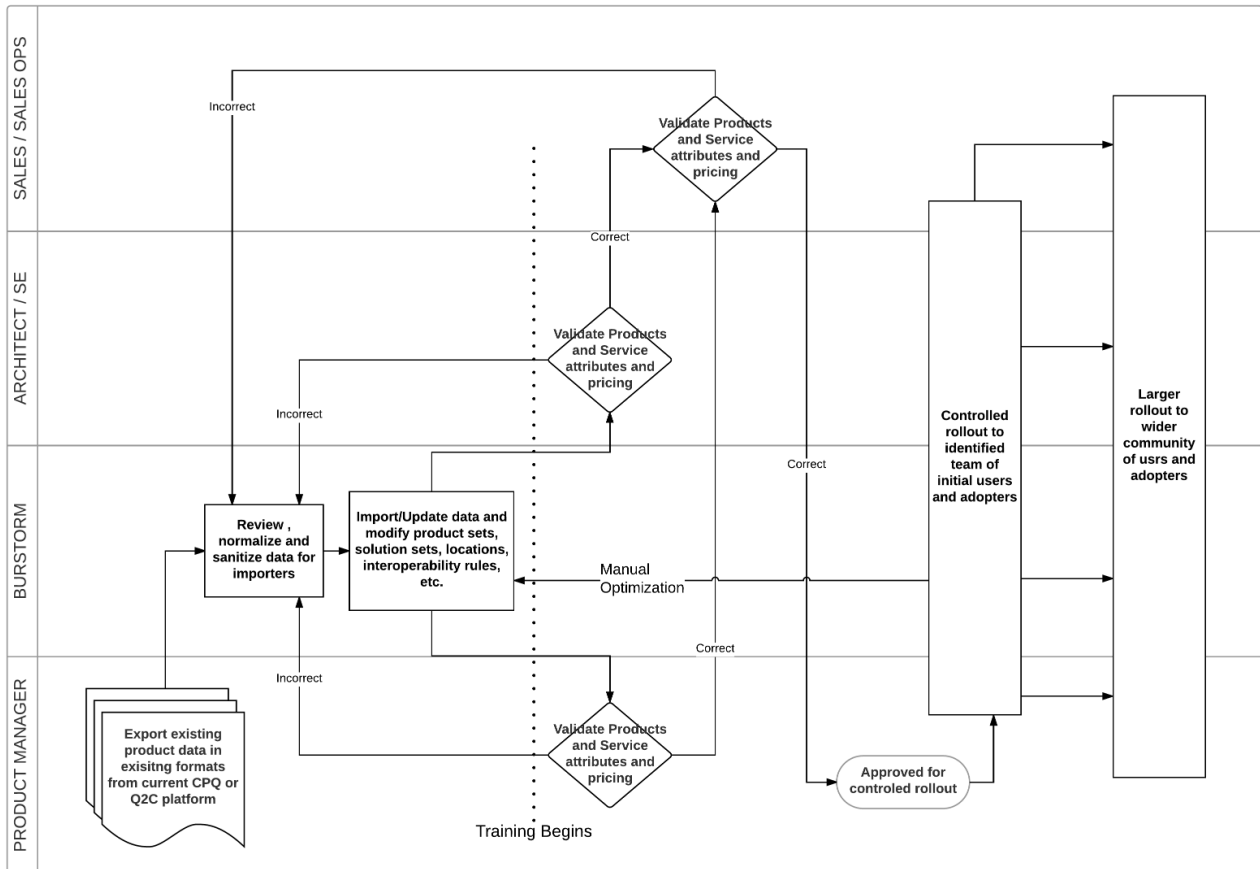 SALES / SALES OPS
Incorrect
Validate Products
and Service
attributes and
pricing
Correct
ARCHITECT / SE
Validate Products
and Service
attributes and
pricing
Incorrect
Controlled
rollout to
identified
team of
initial users
and adopters
Larger
rollout to
wider
community
of usrs and
adopters
Correct
BURSTORM
Review ,
normalize and
sanitize data for
importers
Import/Update data and
modify product sets,
solution sets, locations,
interoperability rules,
etc.
Manual
Optimization
Correct
PRODUCT MANAGER
Incorrect
Export existing
product data in
exisitng formats
from current CPQ or
Q2C platform
Validate Products
and Service
attributes and
pricing
Approved for
controled rollout
Training Begins